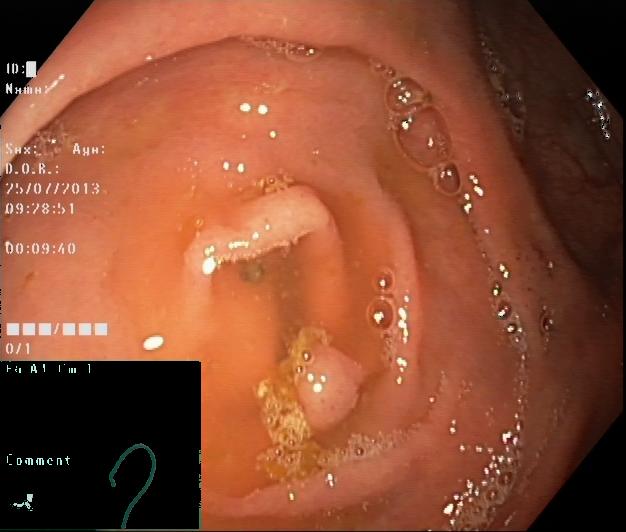 ID:
Name:
Sex: Age:
D.O.B.:
25/07/2013
09:28:51
00:09:40
■■■/■■■
0/1
Comment